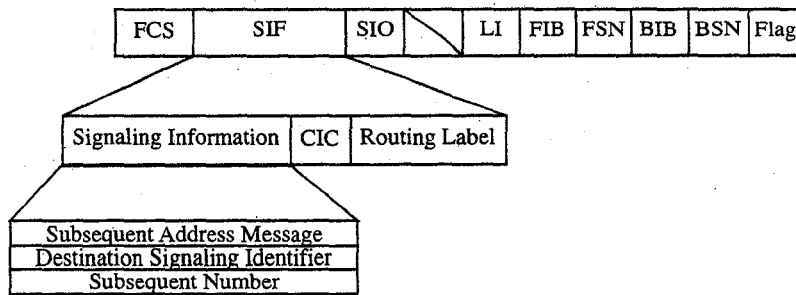 FCS SIF SIO LI FIB FSN BIB BSN Flag
Signaling Information CIC Routing Label
Subsequent Address Message
Destination Signaling Identifier
Subsequent Number